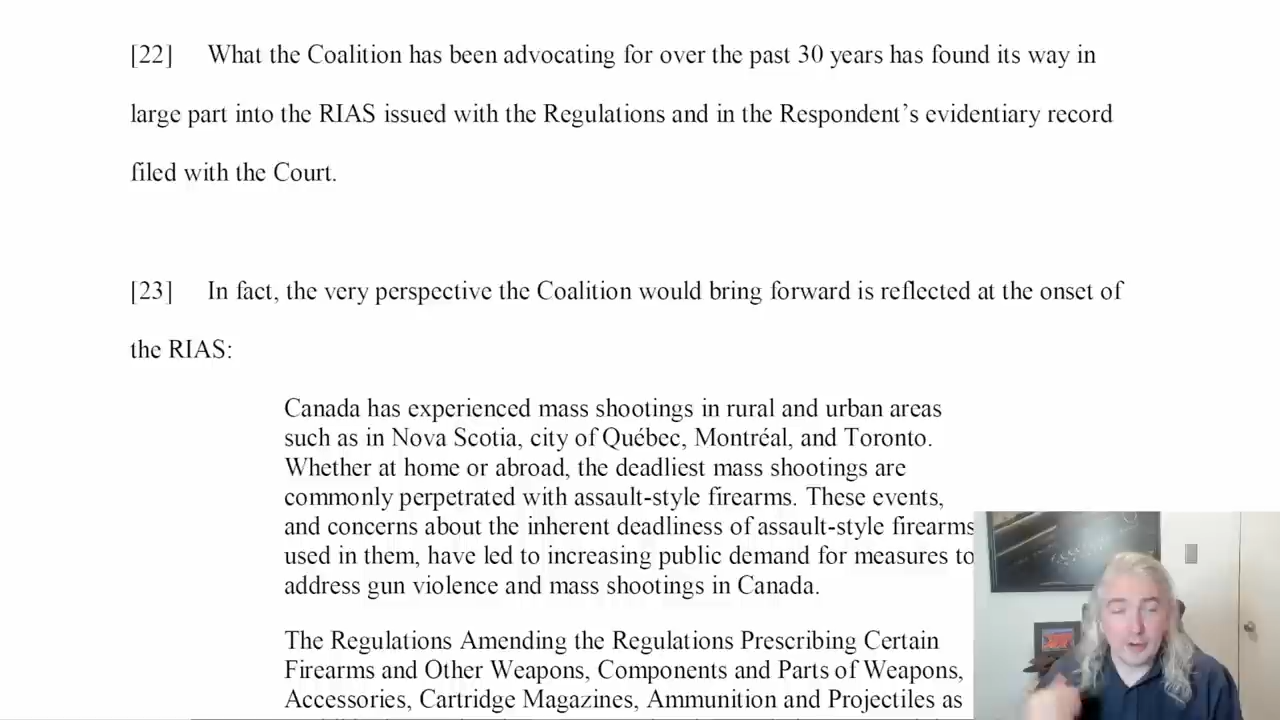 [22] What the Coalition has been advocating for over the past 30 years has found its way in
large part into the RIAS issued with the Regulations and in the Respondent's evidentiary record
filed with the Court.
[23] In fact, the very perspective the Coalition would bring forward is reflected at the onset of
the RIAS:
Canada has experienced mass shootings in rural and urban areas
such as in Nova Scotia, city of Québec, Montréal, and Toronto.
Whether at home or abroad, the deadliest mass shootings are
commonly perpetrated with assault-style firearms. These events,
and concerns about the inherent deadliness of assault-style firearms
used in them, have led to increasing public demand for measures to
address gun violence and mass shootings in Canada.
The Regulations Amending the Regulations Prescribing Certain
Firearms and Other Weapons, Components and Parts of Weapons,
Accessories, Cartridge Magazines, Ammunition and Projectiles as